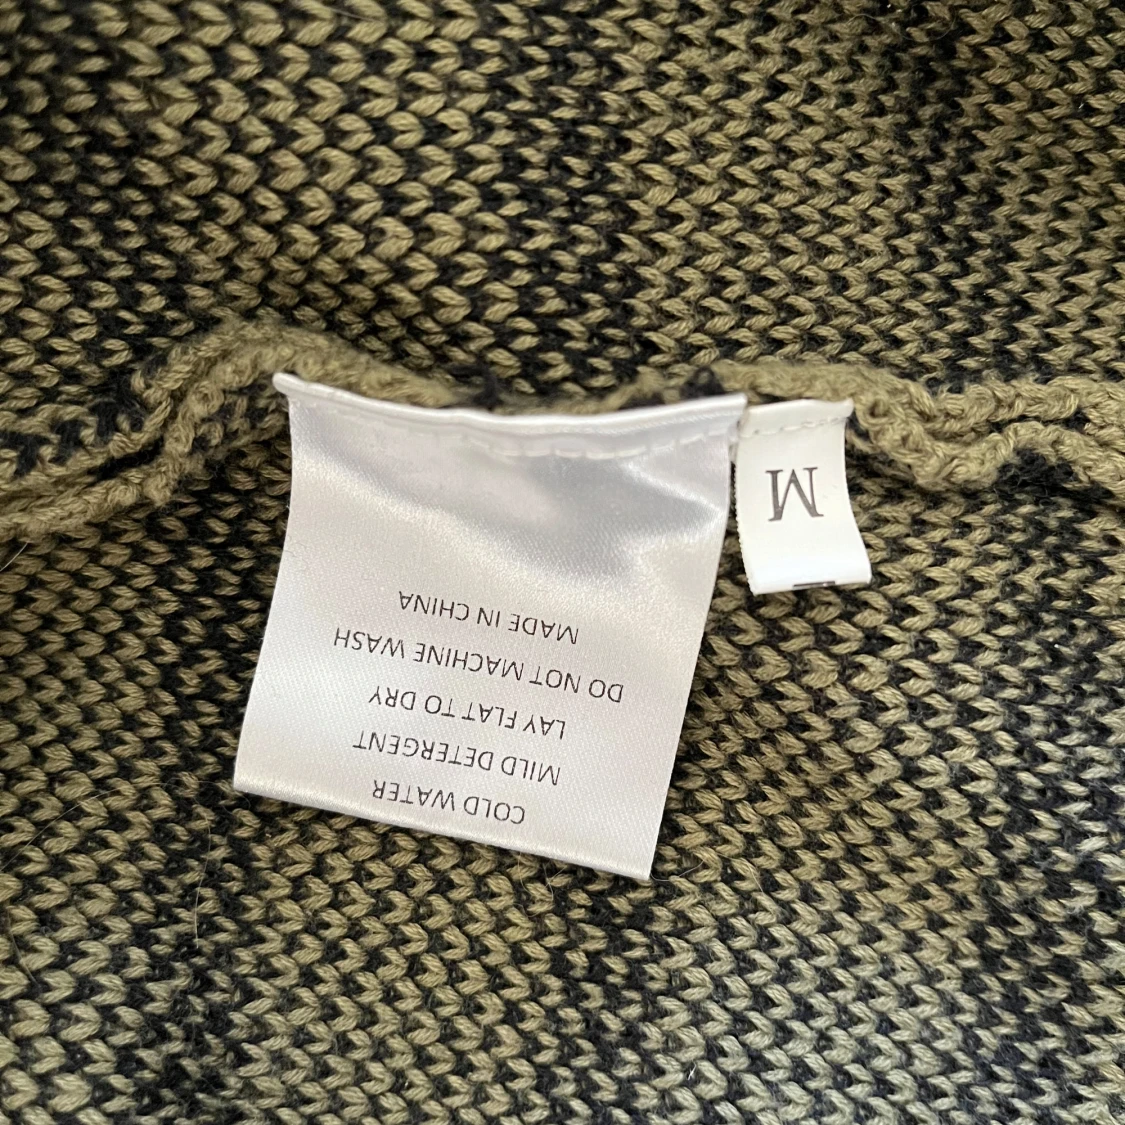 COLD WATER
MILD DETERGENT
LAY FLAT TO DRY
DO NOT MACHINE WASH
MADE IN CHINA
M